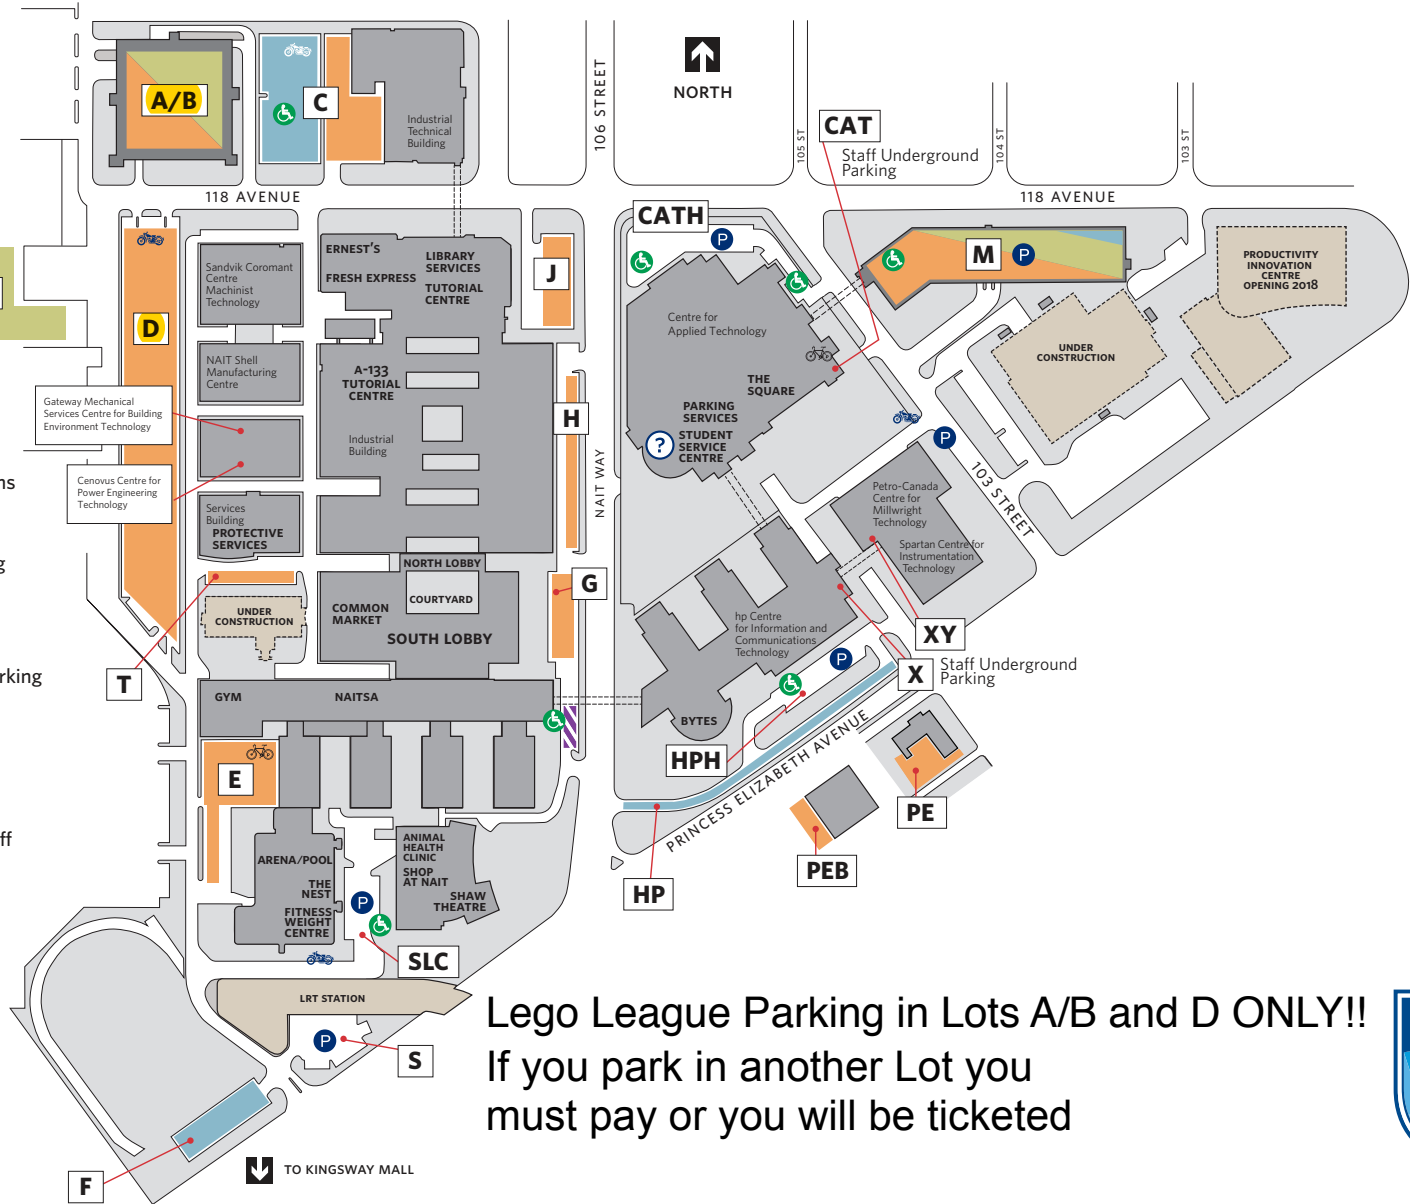 NORTH
A/B
C
Industrial
Technical
Building
106 STREET
105 ST
104 ST
103 ST
CAT
Staff Underground
Parking
118 AVENUE
118 AVENUE
CATH
P
M
P
PRODUCTIVITY
INNOVATION
CENTRE
OPENING 2018
UNDER
CONSTRUCTION
D
Sandvik Coromant
Centre
Machinist
Technology
ERNEST'S
FRESH EXPRESS
LIBRARY
SERVICES
TUTORIAL
CENTRE
J
Centre for
Applied Technology
THE
SQUARE
PARKING
SERVICES
?
STUDENT
SERVICE
CENTRE
NAIT Shell
Manufacturing
Centre
A-133
TUTORIAL
CENTRE
Industrial
Building
H
NAIT WAY
Gateway Mechanical
Services Centre for Building
Environment Technology
Cenovus Centre for
Power Engineering
Technology
P
103 STREET
Petro-Canada
Centre for
Millwright
Technology
Spartan Centre for
Instrumentation
Technology
ns
g
rking
ff
Services
Building
PROTECTIVE
SERVICES
NORTH LOBBY
COURTYARD
COMMON
MARKET
SOUTH LOBBY
G
UNDER
CONSTRUCTION
T
hp Centre
for Information and
Communications
Technology
XY
X
Staff Underground
Parking
P
GYM
NAITSA
BYTES
HPH
PRINCESS ELIZABETH AVENUE
E
PE
PEB
HP
ARENA/POOL
THE
NEST
FITNESS
WEIGHT
CENTRE
ANIMAL
HEALTH
CLINIC
SHOP
AT NAIT
SHAW
THEATRE
P
SLC
LRT STATION
P
S
F
TO KINGSWAY MALL
Lego League Parking in Lots A/B and D ONLY!!
If you park in another Lot you
must pay or you will be ticketed